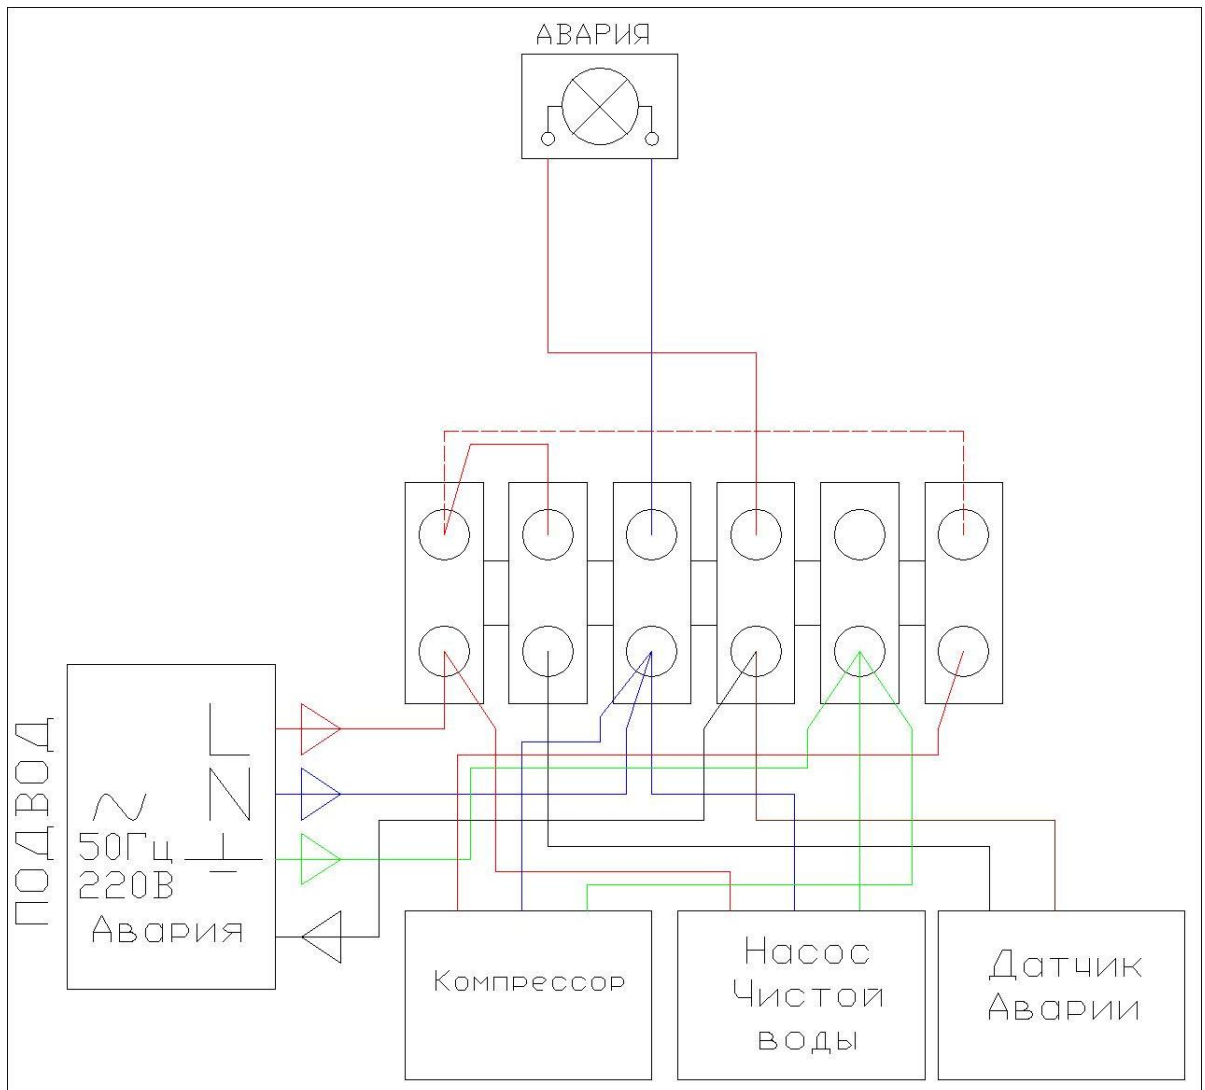 АВАРИЯ
ПОДВОД
L
N
50Гц
220В
Авария
Компрессор
Насос
Чистой
воды
Датчик
Аварии